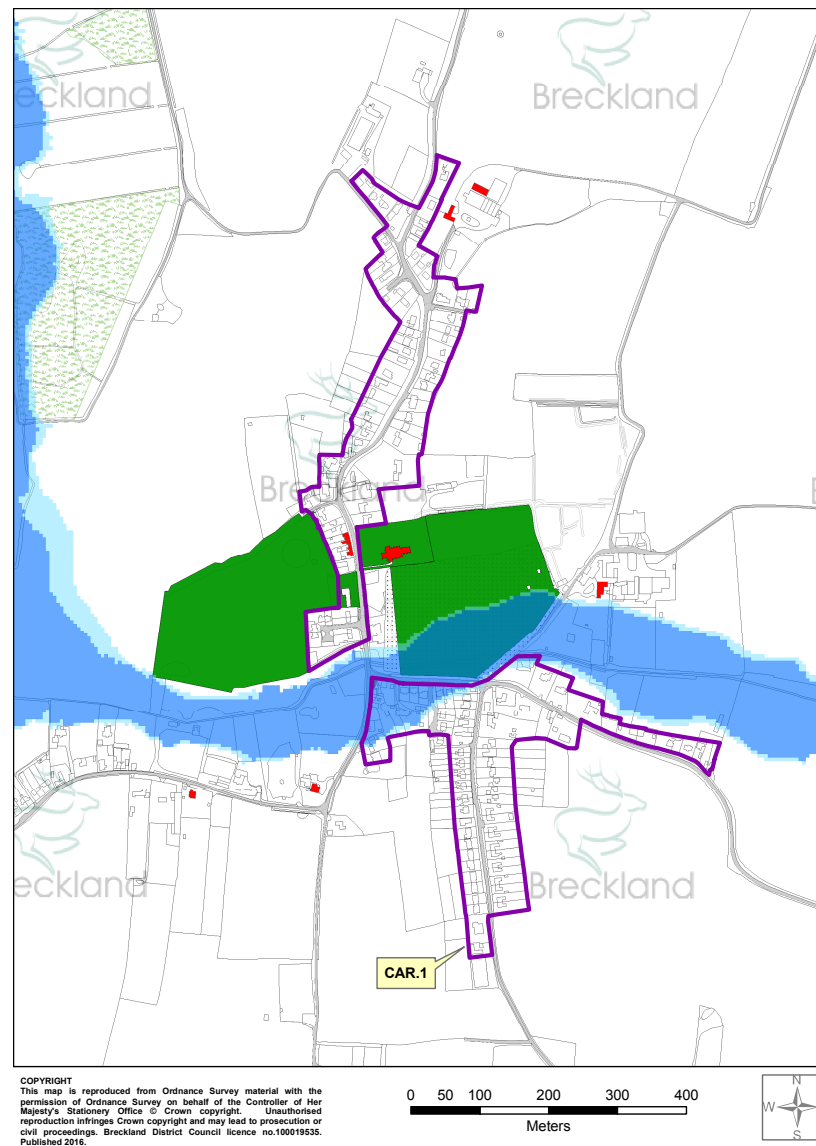 Breckland
Breckland
Breckland
Breckland
Breckland
CAR.1
COPYRIGHT
This map is reproduced from Ordnance Survey material with the
permission of Ordnance Survey on behalf of the Controller of Her
Majesty's Stationery Office © Crown copyright. Unauthorised
reproduction infringes Crown copyright and may lead to prosecution or
civil proceedings. Breckland District Council licence no.100019535.
Published 2016.
0 50 100 200 300 400
Meters
N
W E
S